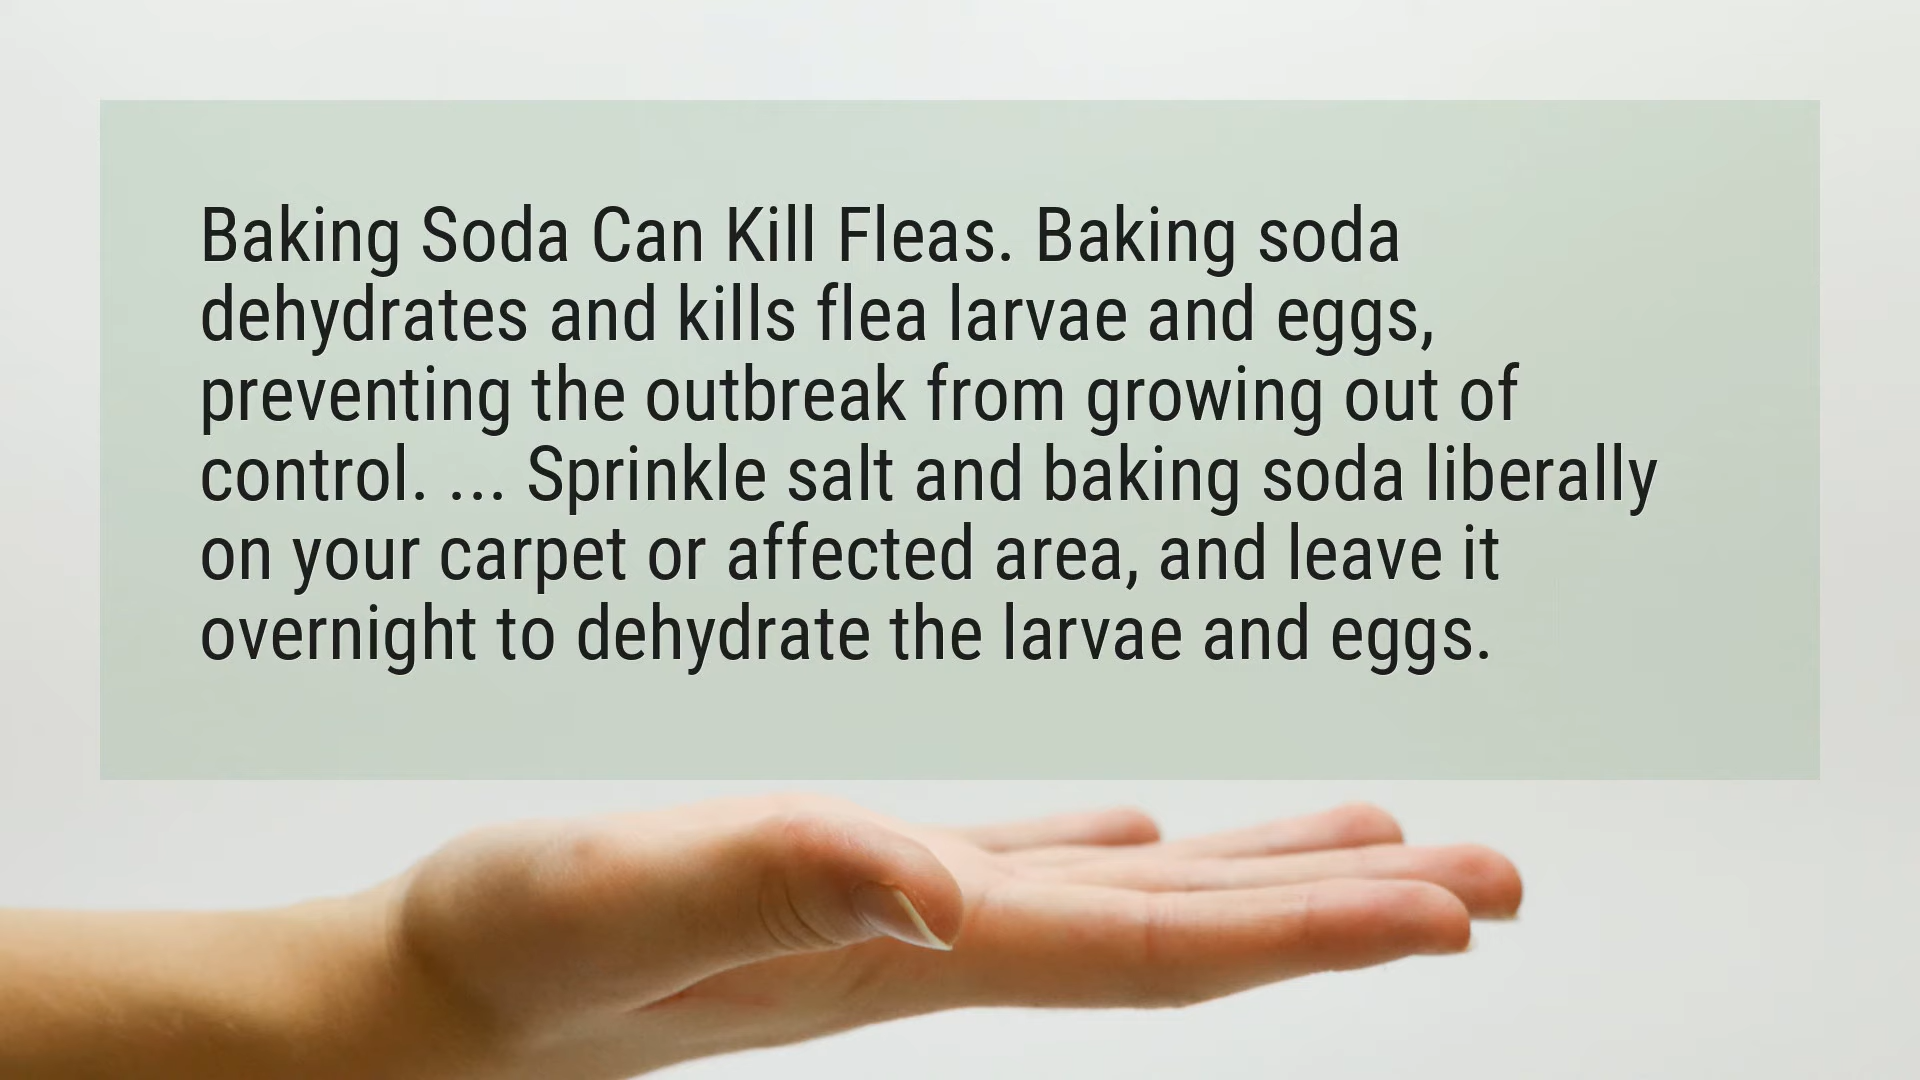 Baking Soda Can Kill Fleas. Baking soda
dehydrates and kills flea larvae and eggs,
preventing the outbreak from growing out of
control. ... Sprinkle salt and baking soda liberally
on your carpet or affected area, and leave it
overnight to dehydrate the larvae and eggs.